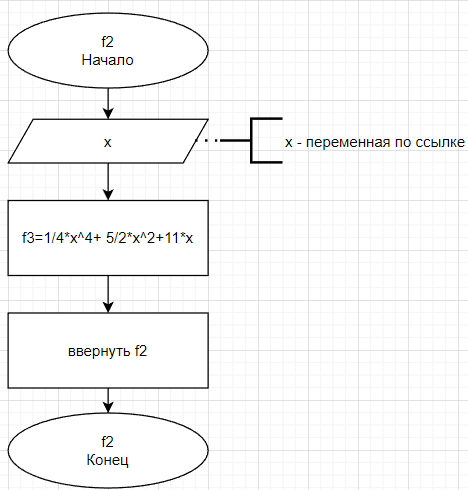 f2
Начало
x
x - переменная по ссылке
f3=1/4*x^4+ 5/2*x^2+11*x
ввернуть f2
f2
Конец